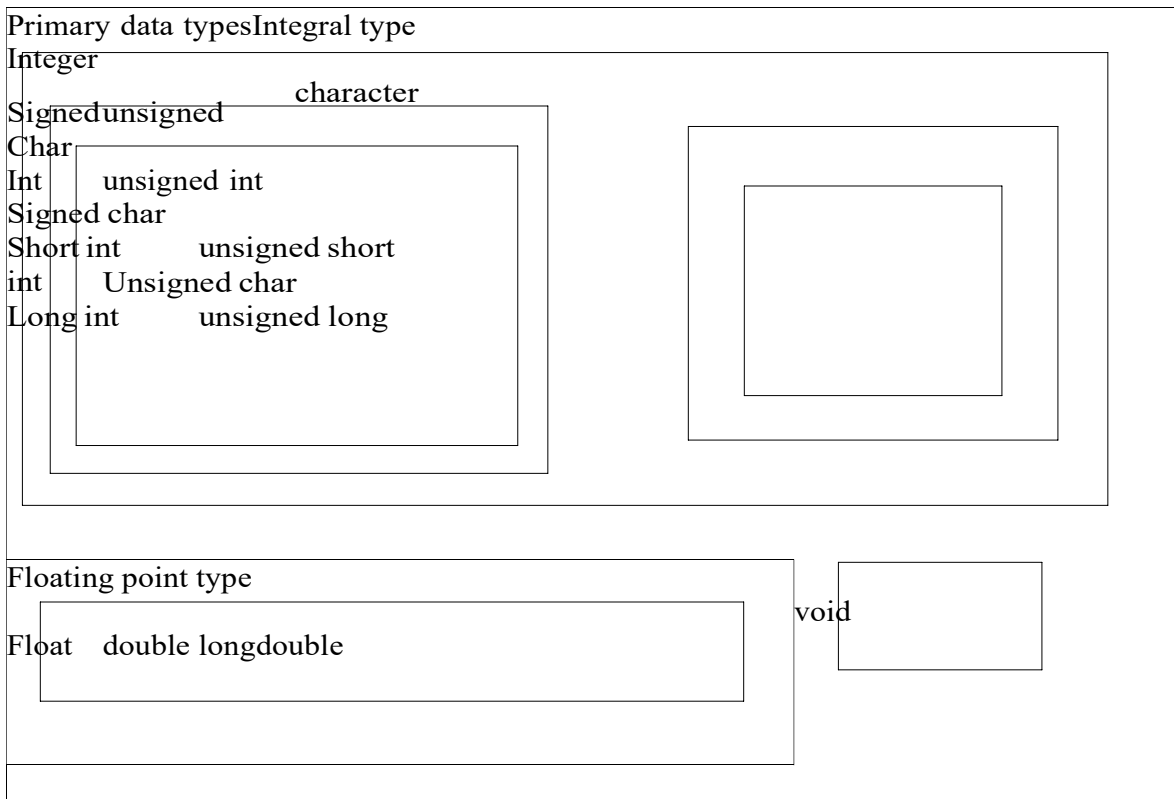 Primary data typesIntegral type
Integer
character
Signedunsigned
Char
Int unsigned int
Signed char
Short int unsigned short
int Unsigned char
Long int unsigned long
Floating point type
void
Float double longdouble